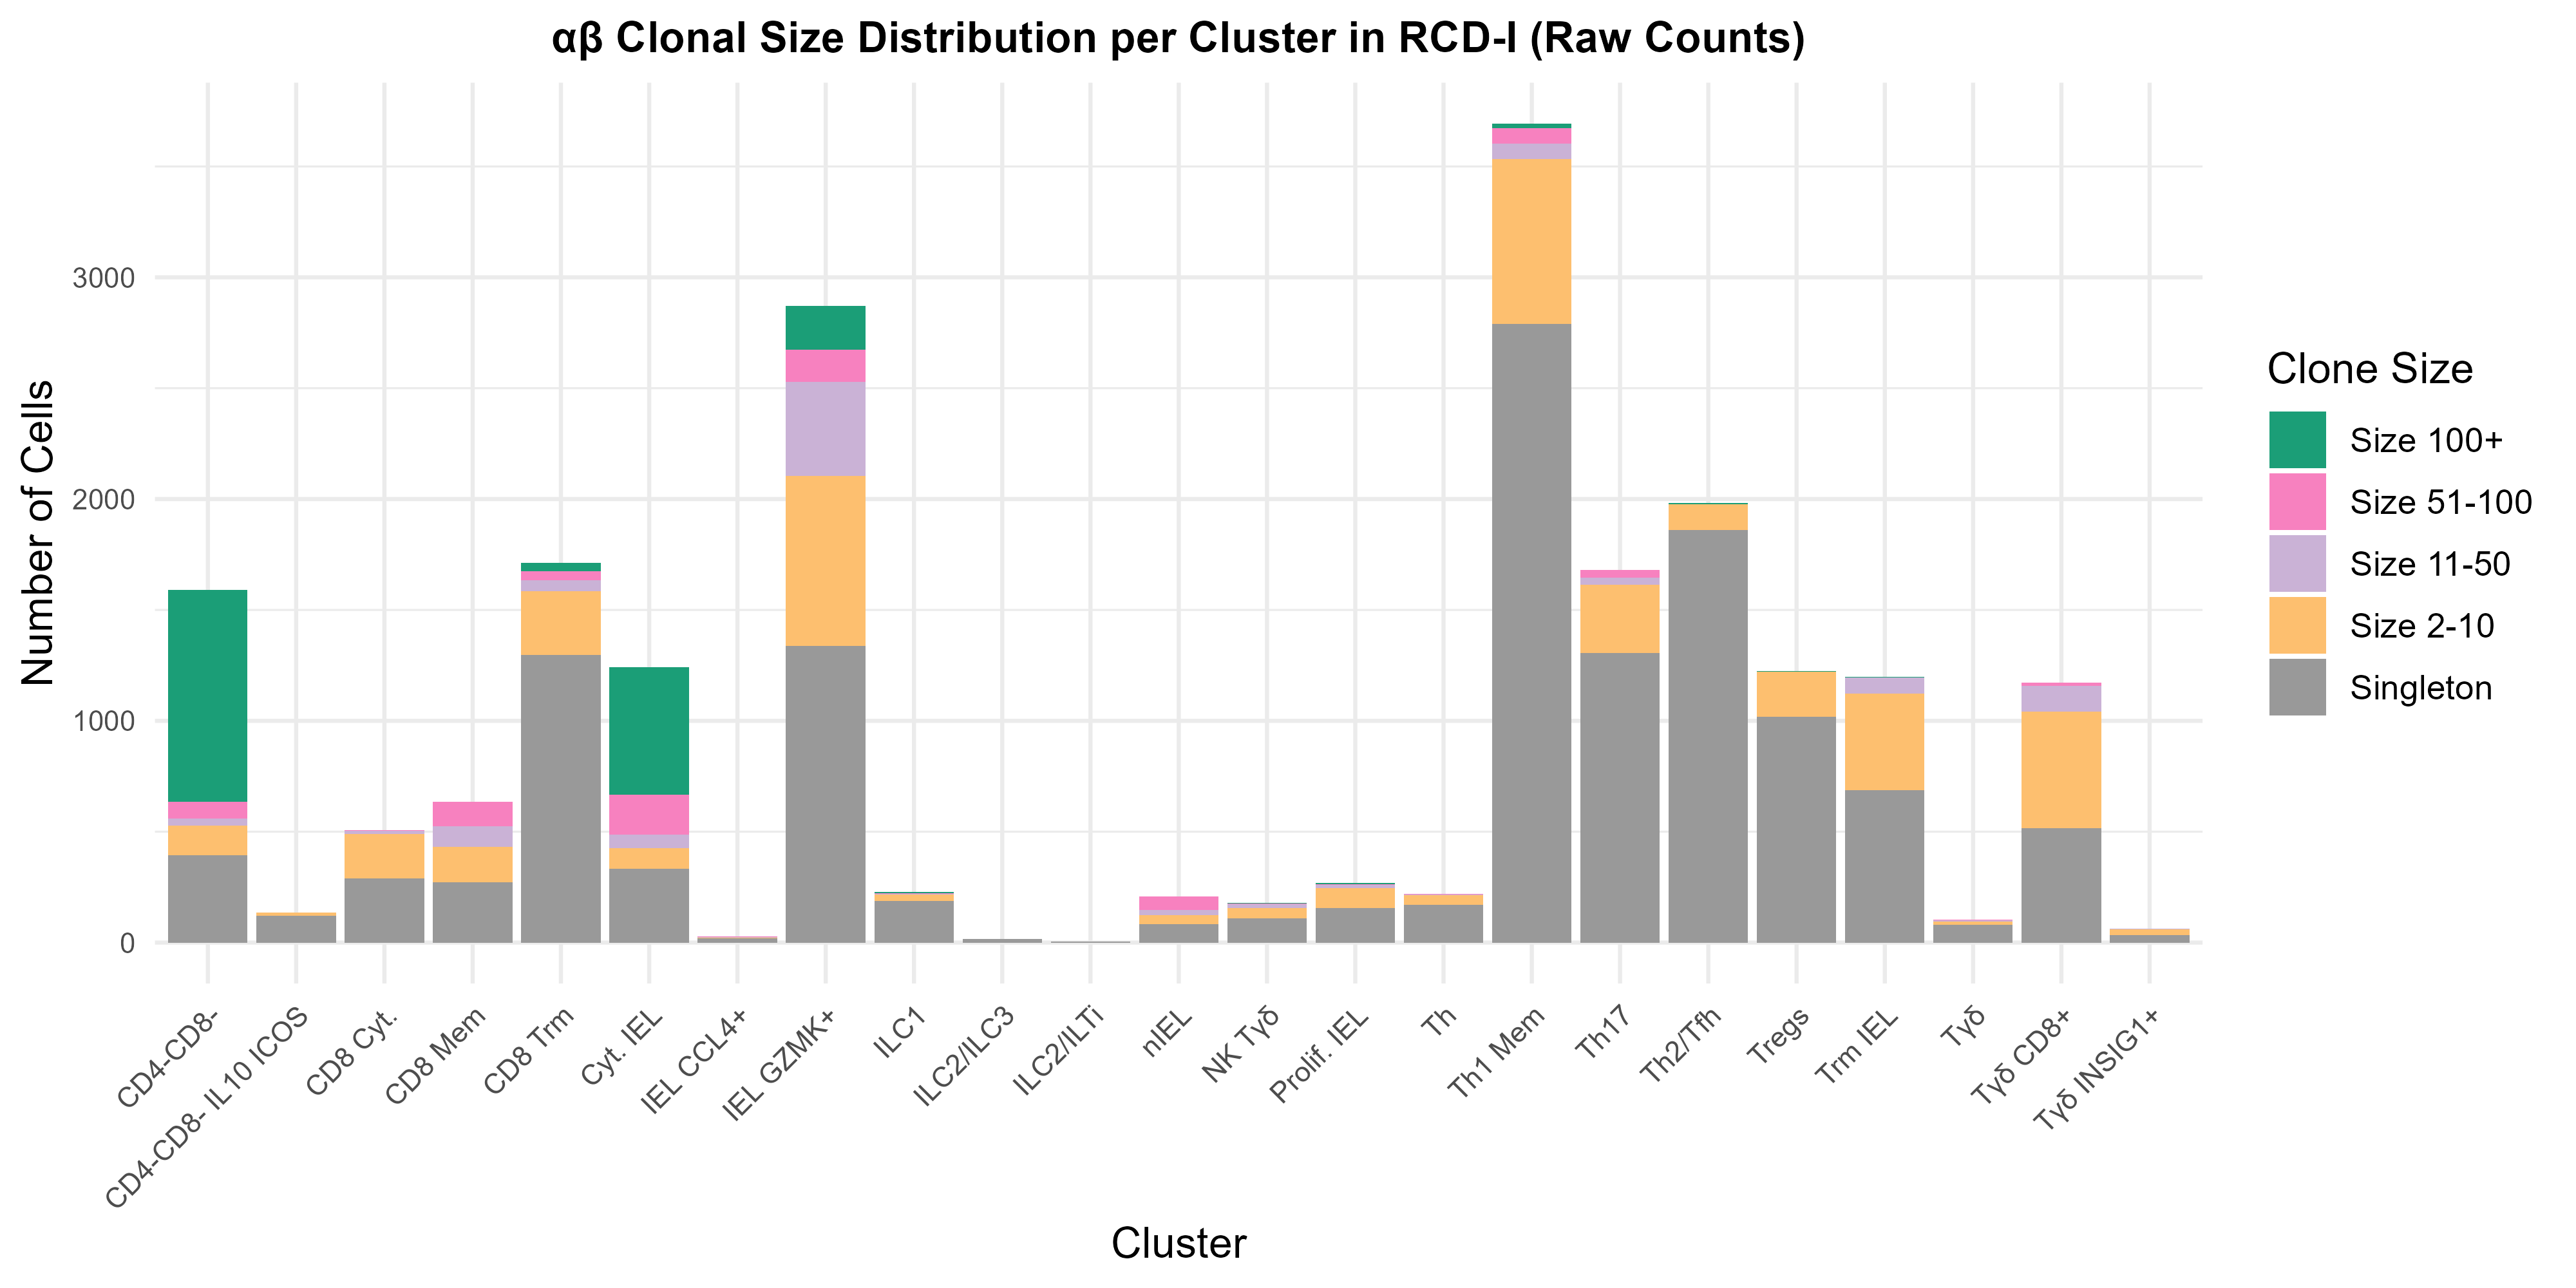 αβ Clonal Size Distribution per Cluster in RCD-I (Raw Counts)
Number of Cells
3000
2000
1000
0
CD4-CD8-
CD4-CD8- IL10 ICOS
CD8 Cyt.
CD8 Mem
CD8 Trm
Cyt. IEL
IEL CCL4+
IEL GZMK+
ILC1
ILC2/ILC3
ILC2/ILTi
nIEL
NK Tγδ
Prolif. IEL
Th
Th1 Mem
Th17
Th2/Tfh
Tregs
Trm IEL
Tγδ
Tγδ CD8+
Tγδ INSIG1+
Cluster
Clone Size
Size 100+
Size 51-100
Size 11-50
Size 2-10
Singleton